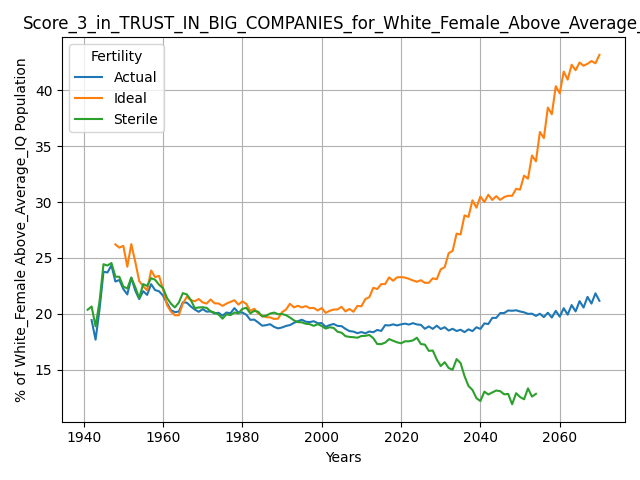 Score_3_in_TRUST_IN_BIG_COMPANIES_for_White_Female_Above_Average_
Fertility
Actual
Ideal
Sterile
% of White_Female Above_Average_IQ Population
40
35
30
25
20
15
1940 1960 1980 2000 2020 2040 2060
Years